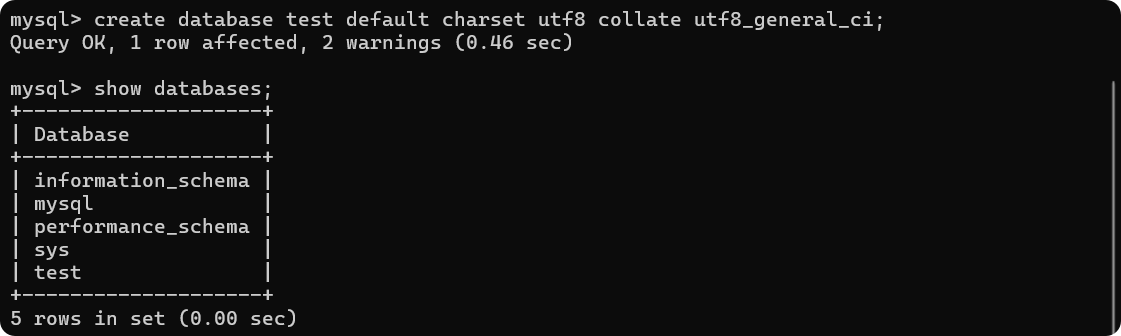 mysql> create database test default charset utf8 collate utf8_general_ci;
Query OK, 1 row affected, 2 warnings (0.46 sec)

mysql> show databases;
+--------------------+
| Database           |
+--------------------+
| information_schema |
| mysql              |
| performance_schema |
| sys                |
| test               |
+--------------------+
5 rows in set (0.00 sec)